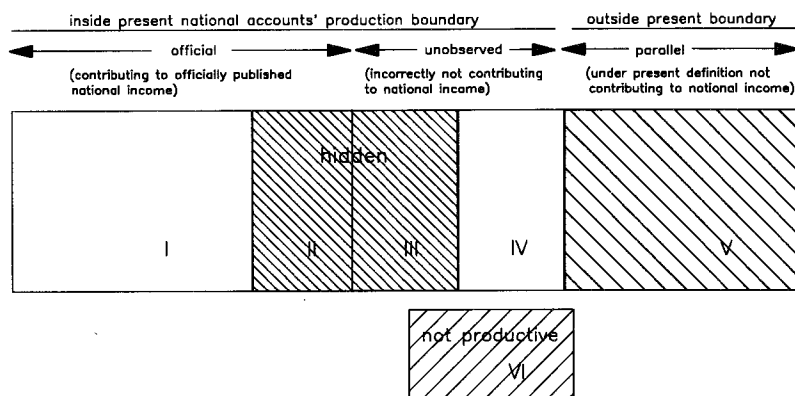 inside present national accounts' production boundary
outside present boundary
official
unobserved
parallel
(contributing to officially published
national income)
(incorrectly not contributing
to national income)
(under present definition not
contributing to national income)
hidden
I
II
III
IV
V
not productive
VI